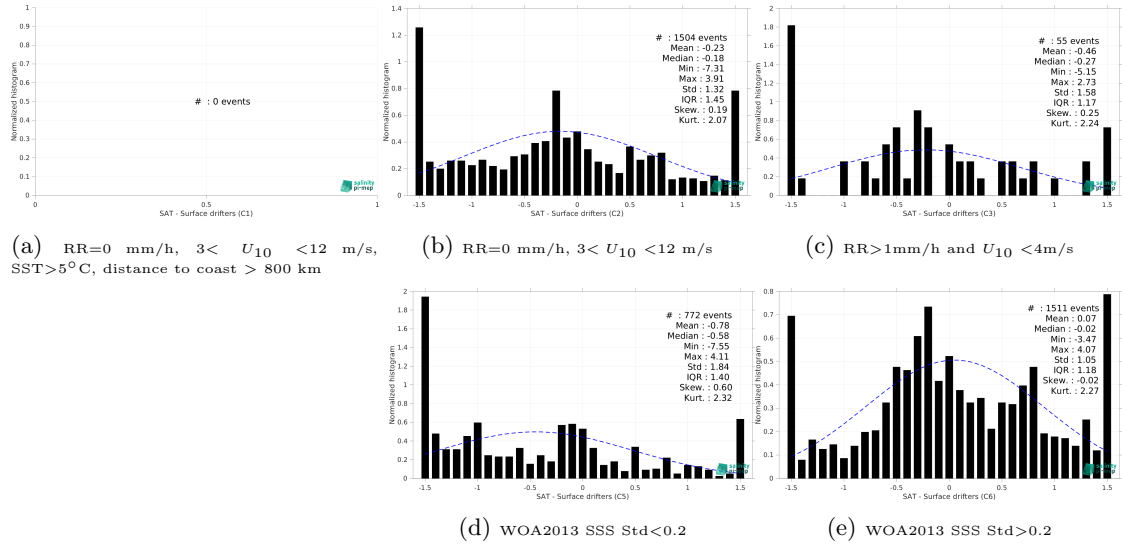 1
0.9
0.8
0.7
0.6
0.5
0.4
0.3
0.2
0.1
0
Normalized histogram
# : 0 events
0 0.5 1
SAT - Surface drifters (C1)
salinity
pi-mep
(a) RR=0 mm/h, 3< U10 <12 m/s,
SST>5°C, distance to coast > 800 km
1.4
1.2
1
0.8
0.6
0.4
0.2
0
Normalized histogram
# : 1504 events
Mean : -0.23
Median : -0.18
Min : -7.31
Max : 3.91
Std : 1.32
IQR : 1.45
Skew. : 0.19
Kurt. : 2.07
-1.5 -1 -0.5 0 0.5 1 1.5
SAT - Surface drifters (C2)
salinity
pi-mep
(b) RR=0 mm/h, 3< U10 <12 m/s
2
1.8
1.6
1.4
1.2
1
0.8
0.6
0.4
0.2
0
Normalized histogram
# : 55 events
Mean : -0.46
Median : -0.27
Min : -5.15
Max : 2.73
Std : 1.58
IQR : 1.17
Skew. : 0.25
Kurt. : 2.24
-1.5 -1 -0.5 0 0.5 1 1.5
SAT - Surface drifters (C3)
salinity
pi-mep
(c) RR>1mm/h and U10 <4m/s
2
1.8
1.6
1.4
1.2
1
0.8
0.6
0.4
0.2
0
Normalized histogram
# : 772 events
Mean : -0.78
Median : -0.58
Min : -7.55
Max : 4.11
Std : 1.84
IQR : 1.40
Skew. : 0.60
Kurt. : 2.32
-1.5 -1 -0.5 0 0.5 1 1.5
SAT - Surface drifters (C5)
salinity
pi-mep
(d) WOA2013 SSS Std<0.2
0.8
0.7
0.6
0.5
0.4
0.3
0.2
0.1
0
Normalized histogram
# : 1511 events
Mean : 0.07
Median : -0.02
Min : -3.47
Max : 4.07
Std : 1.05
IQR : 1.18
Skew. : -0.02
Kurt. : 2.27
-1.5 -1 -0.5 0 0.5 1 1.5
SAT - Surface drifters (C6)
salinity
pi-mep
(e) WOA2013 SSS Std>0.2